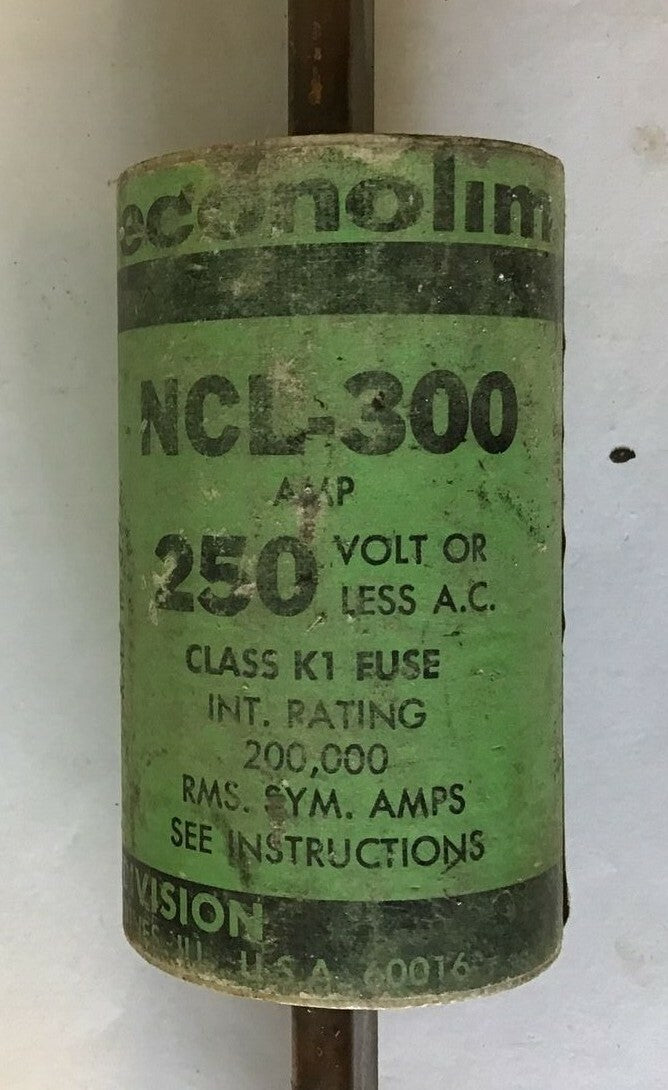 econolim
NCL-300
AMP
250 VOLT OR
LESS A.C.
CLASS K1 FUSE
INT. RATING
200,000
RMS. SYM. AMPS
SEE INSTRUCTIONS
VISION
ILL. U.S.A. 60016